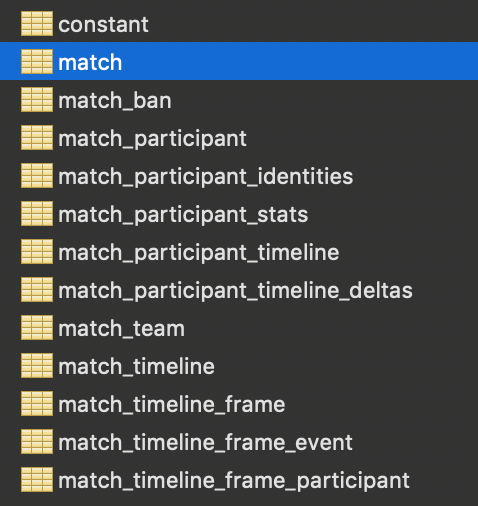 constant
match
match_ban
match_participant
match_participant_identities
match_participant_stats
match_participant_timeline
match_participant_timeline_deltas
match_team
match_timeline
match_timeline_frame
match_timeline_frame_event
match_timeline_frame_participant